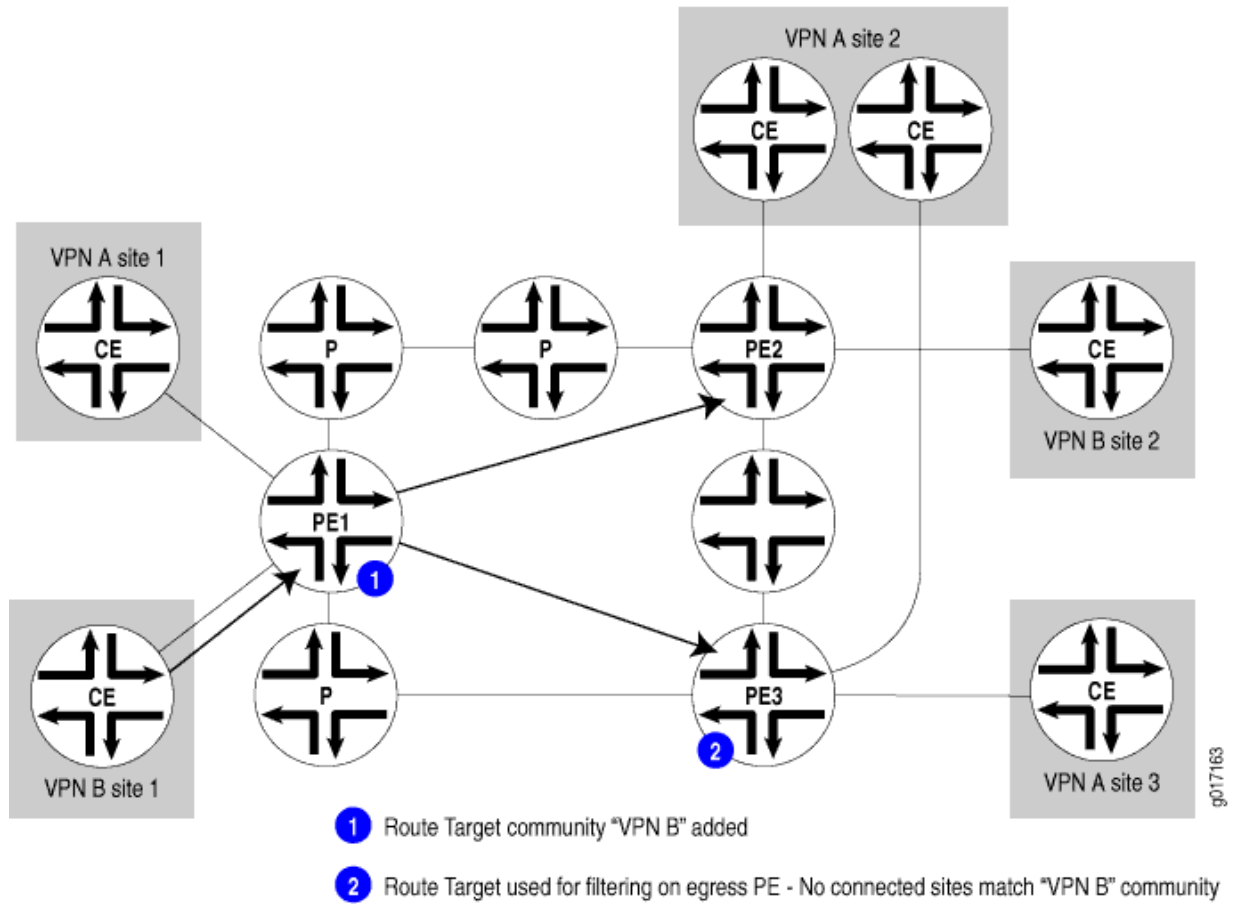 VPN A site 2
CE
CE
VPN A site 1
CE
P
P
PE2
CE
VPN B site 2
PE1
1
CE
VPN B site 1
P
PE3
2
CE
VPN A site 3
g017163
1 Route Target community “VPN B” added
2 Route Target used for filtering on egress PE - No connected sites match “VPN B” community